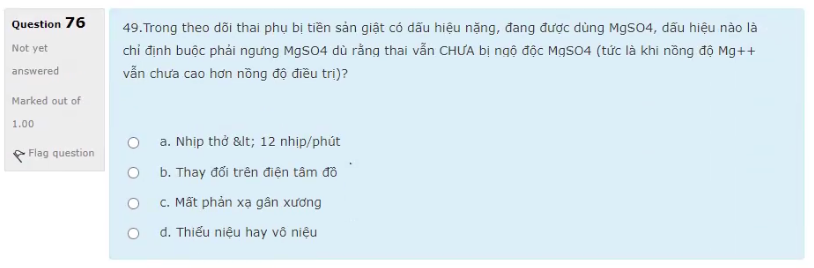 Question 76
Not yet
answered
Marked out of
1.00
Flag question
49.Trong theo dõi thai phụ bị tiền sản giật có dấu hiệu nặng, đang được dùng MgSO4, dấu hiệu nào là
chỉ định buộc phải ngưng MgSO4 dù rằng thai vẫn CHƯA bị ngộ độc MgSO4 (tức là khi nồng độ Mg++
vẫn chưa cao hơn nồng độ điều trị)?
a. Nhịp thở &lt; 12 nhịp/phút
b. Thay đổi trên điện tâm đồ
c. Mất phản xạ gân xương
d. Thiểu niệu hay vô niệu